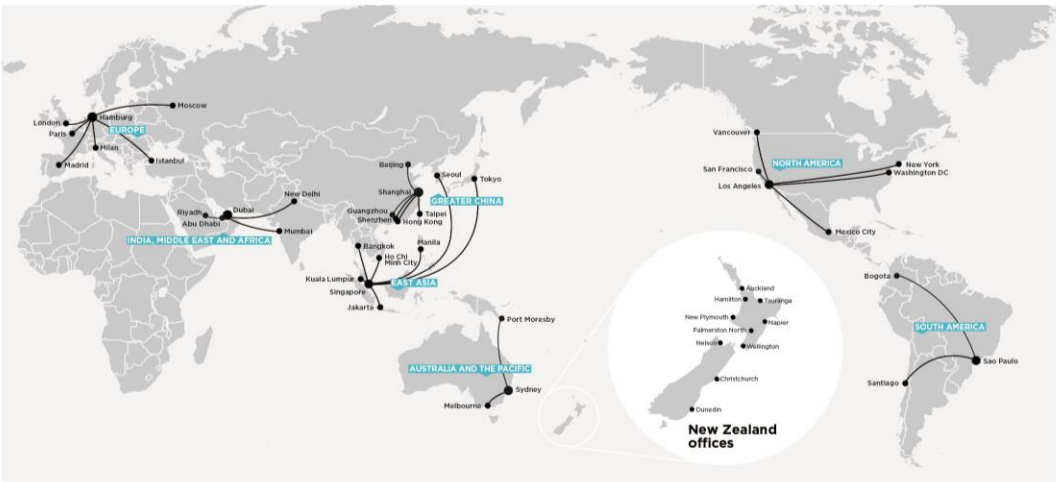 Moscow
London
Hamburg
Paris
EUROPE
Milan
Madrid
Istanbul
New Delhi
Riyadh
Dubai
Abu Dhabi
Mumbai
INDIA, MIDDLE EAST AND AFRICA
Beijing
Seoul
Tokyo
Shanghai
GREATER CHINA
Guangzhou
Taipei
Shenzhen
Hong Kong
Bangkok
Manila
Ho Chi
Minh City
Kuala Lumpur
EAST ASIA
Singapore
Jakarta
Port Moresby
AUSTRALIA AND THE PACIFIC
Sydney
Melbourne
Auckland
Hamilton
Tauranga
New Plymouth
Napier
Palmerston North
Nelson
Wellington
Christchurch
Dunedin
New Zealand
offices
Vancouver
NORTH AMERICA
New York
San Francisco
Washington DC
Los Angeles
Mexico City
Bogota
SOUTH AMERICA
Sao Paulo
Santiago